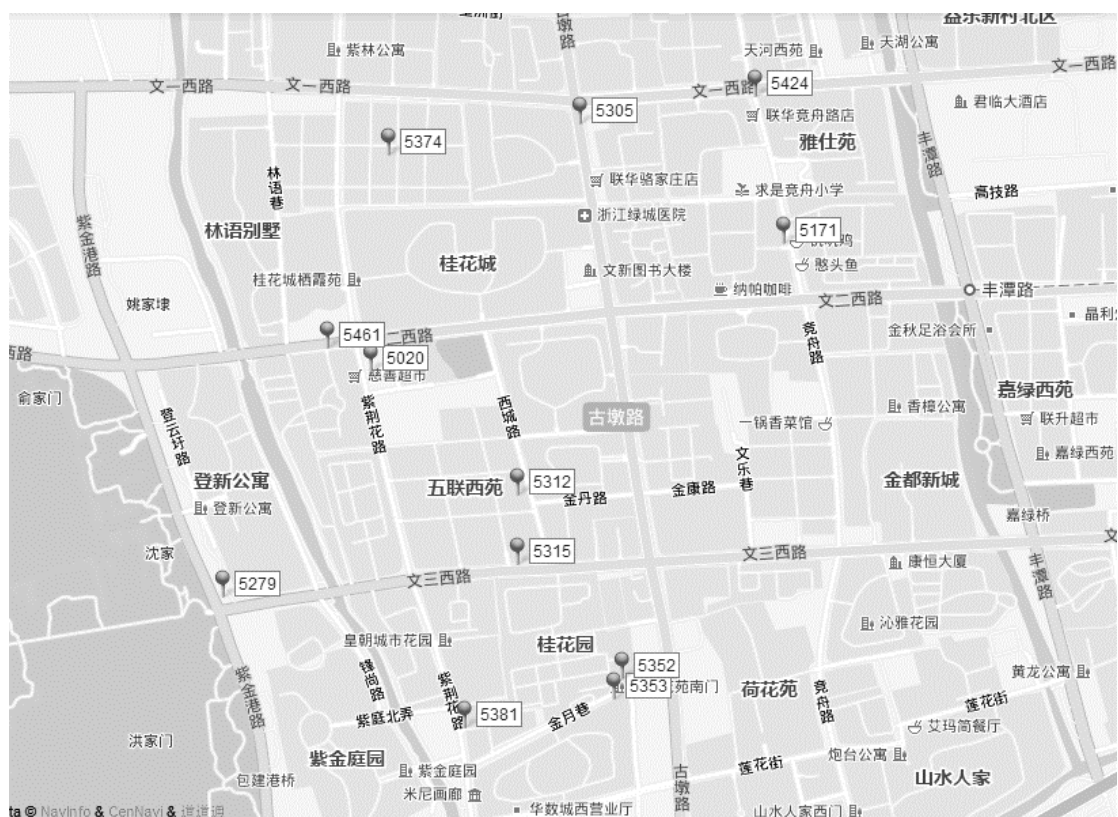 古墩路
益乐新村北区
紫林公寓
天河西苑
天湖公寓
文一西路
文一西路
文一西路
文一西路
5424
5305
联华竞舟路店
君临大酒店
5374
雅仕苑
丰潭路
林语巷
联华骆家庄店
求是竞舟小学
高技路
紫金港路
林语别墅
浙江绿城医院
5171
桂花城
文新图书大楼
憨头鱼
桂花城栖霞苑
纳帕咖啡
文二西路
丰潭路
姚家埭
5461
二西路
金秋足浴会所
竞舟路
西路
5020
慈善超市
俞家门
嘉绿西苑
登云圩路
紫荆花路
西城路
古墩路
香樟公寓
联升超市
一锅香菜馆
文乐巷
嘉绿西苑
登新公寓
五联西苑
5312
金丹路
金康路
金都新城
登新公寓
嘉绿桥
沈家
5315
文三西路
文三西路
康恒大厦
5279
丰潭路
皇朝城市花园
桂花园
沁雅花园
锋尚路
5352
紫金港路
紫荆花路
5353
苑南门
荷花苑
竞舟路
黄龙公寓
莲花街
紫庭北弄
5381
金月巷
艾玛简餐厅
洪家门
紫金庭园
炮台公寓
包建港桥
紫金庭园
古墩路
莲花街
山水人家
米尼画廊
ta © NavInfo & CenNavi & 道道通
华数城西营业厅
山水人家西门